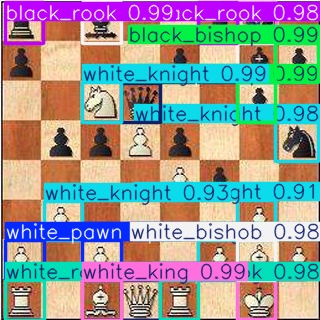 black_rook 0.99 ck_rook 0.98
black_bishop 0.99
white_knight 0.99 0.99
white_knight 0.98
white_knight 0.93 ght 0.91
white_pawn white_bishob 0.98
white_r white_king 0.99 k 0.98